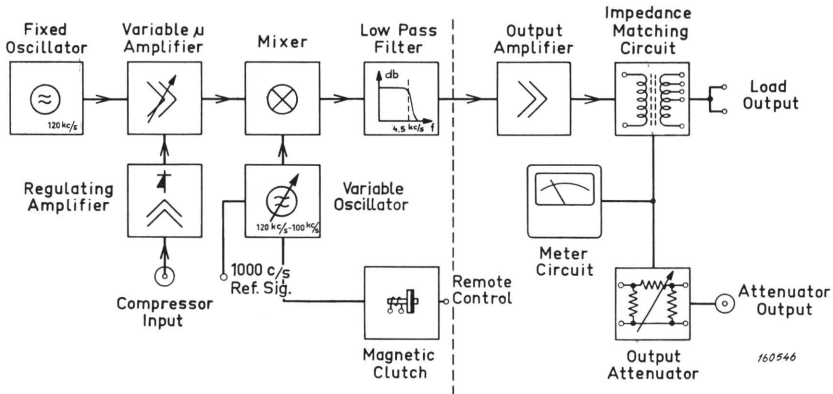 Fixed
Oscillator
120 kc/s
Variable μ
Amplifier
Mixer
Low Pass
Filter
db
4.5 kc/s f
Output
Amplifier
Impedance
Matching
Circuit
Load
Output
Regulating
Amplifier
Compressor
Input
Variable
Oscillator
120 kc/s-100 kc/s
1000 c/s
Ref. Sig.
Magnetic
Clutch
Remote
Control
Meter
Circuit
Attenuator
Output
Output
Attenuator
160546